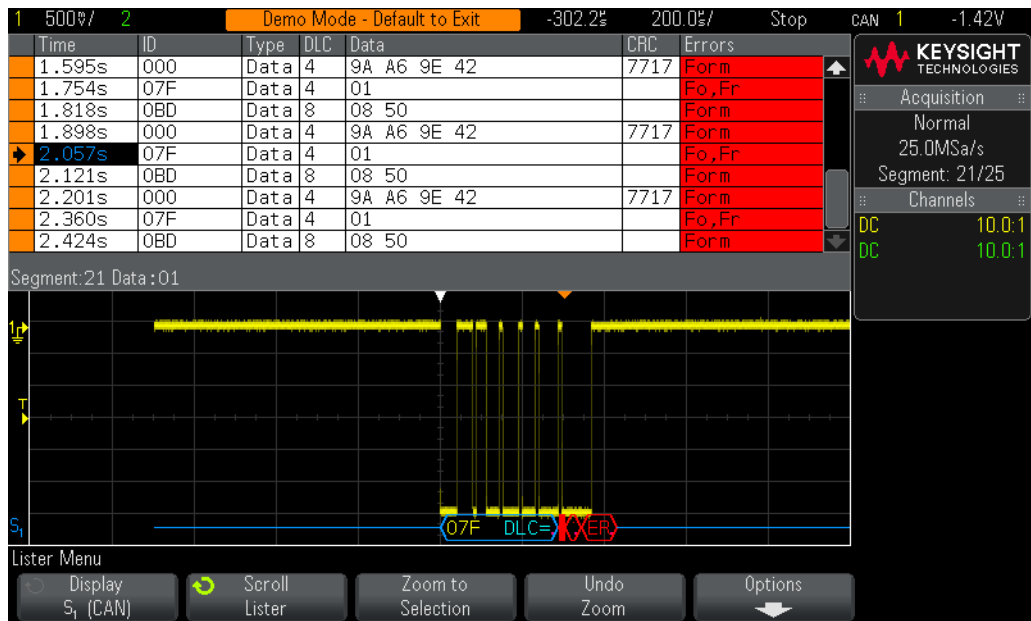 1 500㎷/ 2 Demo Mode - Default to Exit -302.2㎲ 200.0㎲/ Stop CAN 1 -1.42V
Time ID Type DLC Data CRC Errors
1.595s 000 Data 4 9A A6 9E 42 7717 Form
1.754s 07F Data 4 01 Fo,Fr
1.818s 0BD Data 8 08 50 Form
1.898s 000 Data 4 9A A6 9E 42 7717 Form
2.057s 07F Data 4 01 Fo,Fr
2.121s 0BD Data 8 08 50 Form
2.201s 000 Data 4 9A A6 9E 42 7717 Form
2.360s 07F Data 4 01 Fo,Fr
2.424s 0BD Data 8 08 50 Form
Segment:21 Data:01
KEYSIGHT
TECHNOLOGIES
Acquisition
Normal
25.0MSa/s
Segment: 21/25
Channels
DC 10.0:1
DC 10.0:1
1
T
S1
07F DLC= ER
Lister Menu
Display
S1 (CAN)
Scroll
Lister
Zoom to
Selection
Undo
Zoom
Options